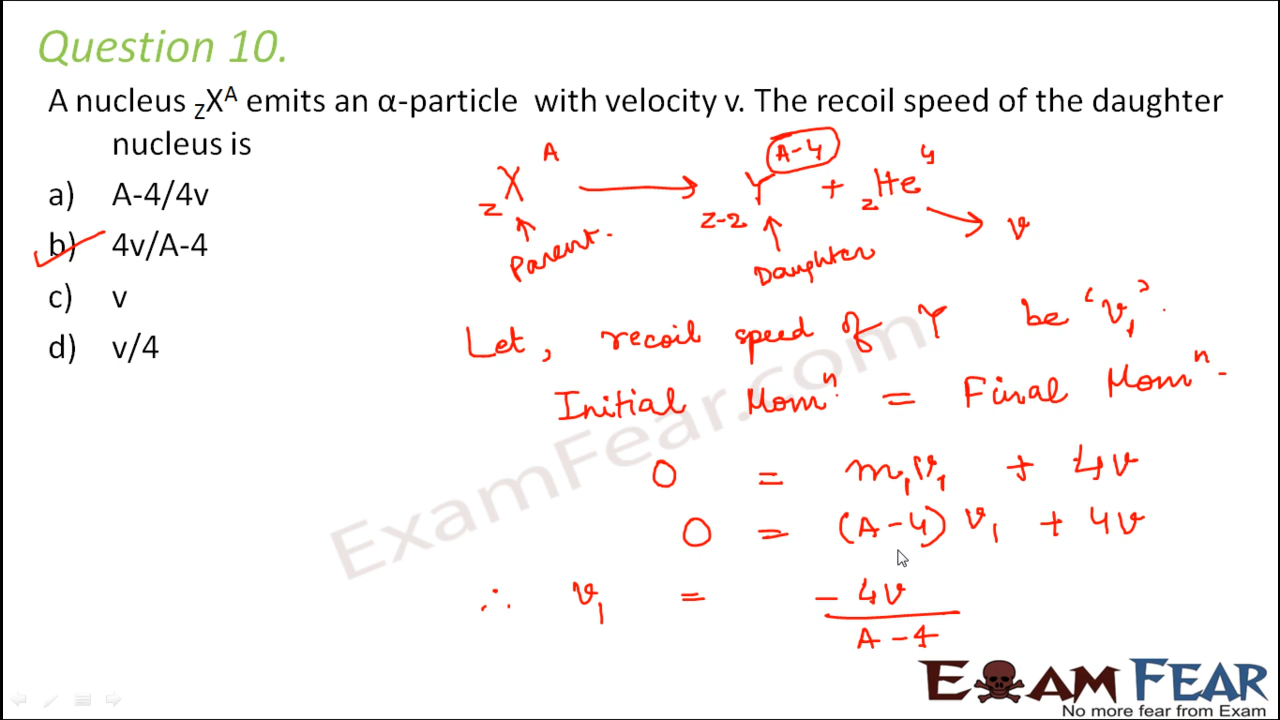 Question 10.
A nucleus ZXA emits an α-particle with velocity v. The recoil speed of the daughter
nucleus is
a) A-4/4v
b) 4v/A-4
c) v
d) v/4
A A-4 4
X → Y + He
Z Z-2 2 v
Parent. Daughter
Let, recoil speed of Y be 'v1'.
Initial Momn. = Final Momn.
0 = m1v1 + 4v
0 = (A-4) v1 + 4v
∴ v1 = - 4v
A-4
ExamFear.com
EXAM FEAR
No more fear from Exam